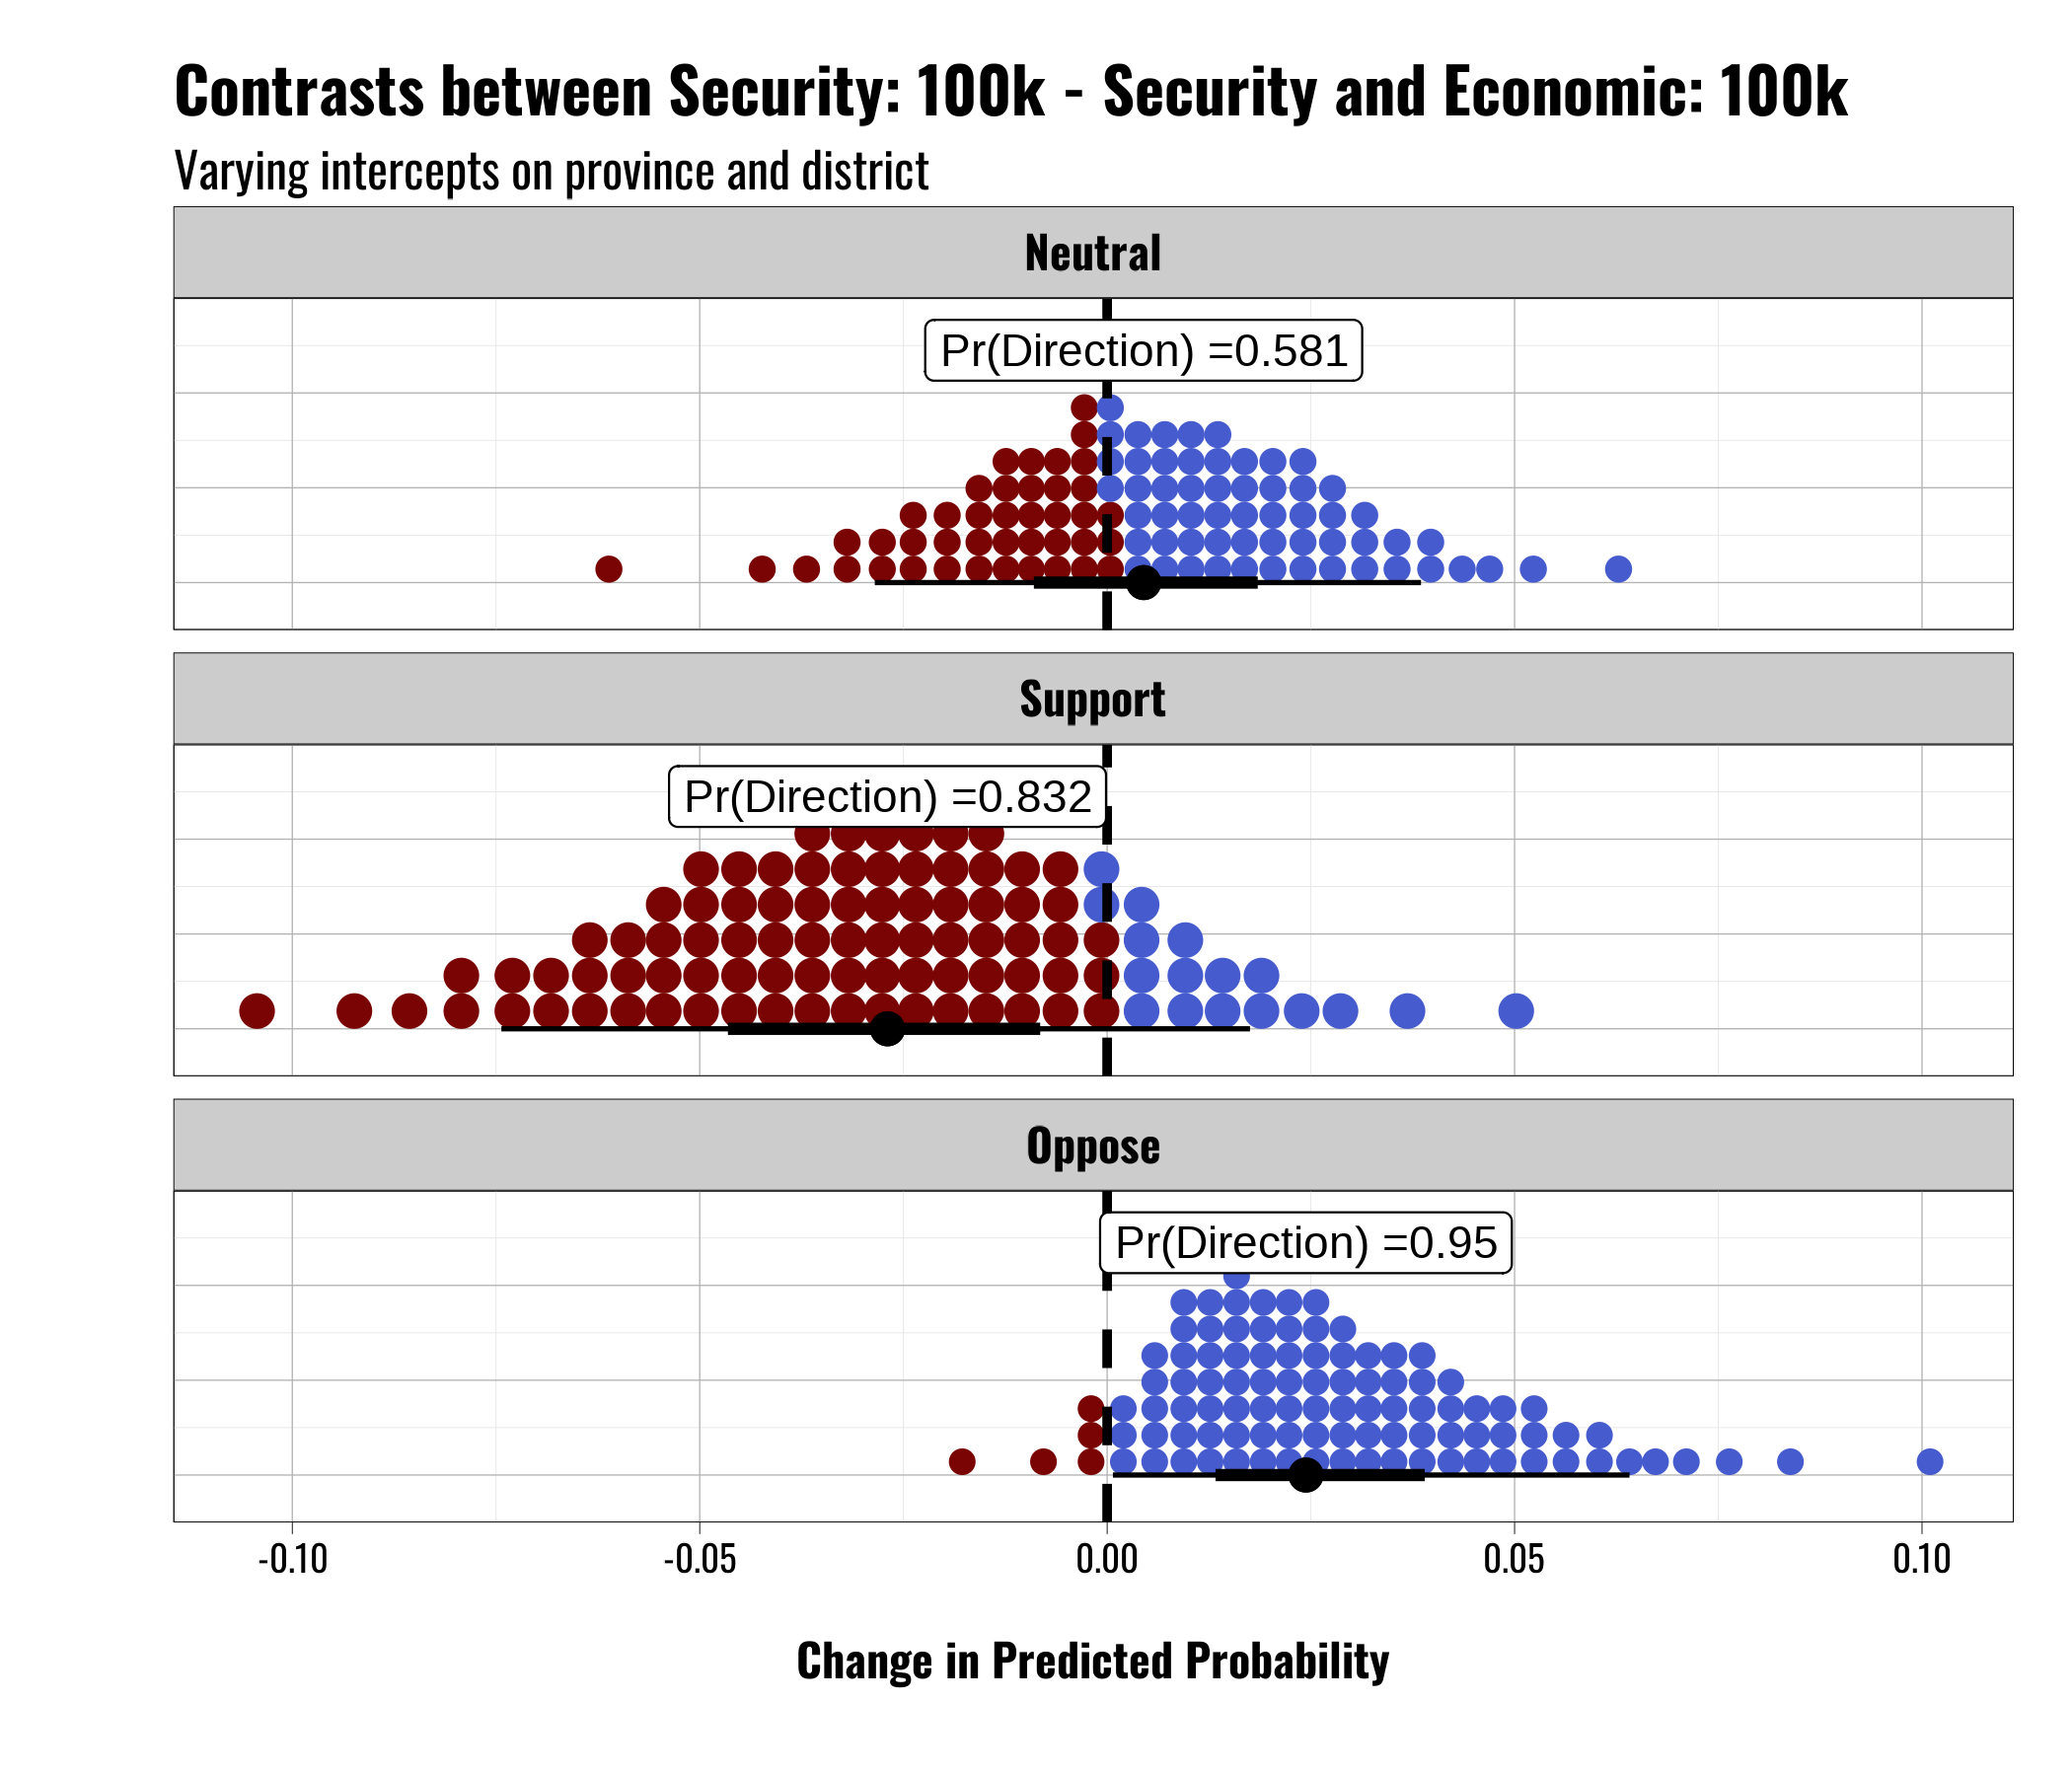 Contrasts between Security: 100k - Security and Economic: 100k
Varying intercepts on province and district
Neutral
Pr(Direction) =0.581
Support
Pr(Direction) =0.832
Oppose
Pr(Direction) =0.95
-0.10 -0.05 0.00 0.05 0.10
Change in Predicted Probability